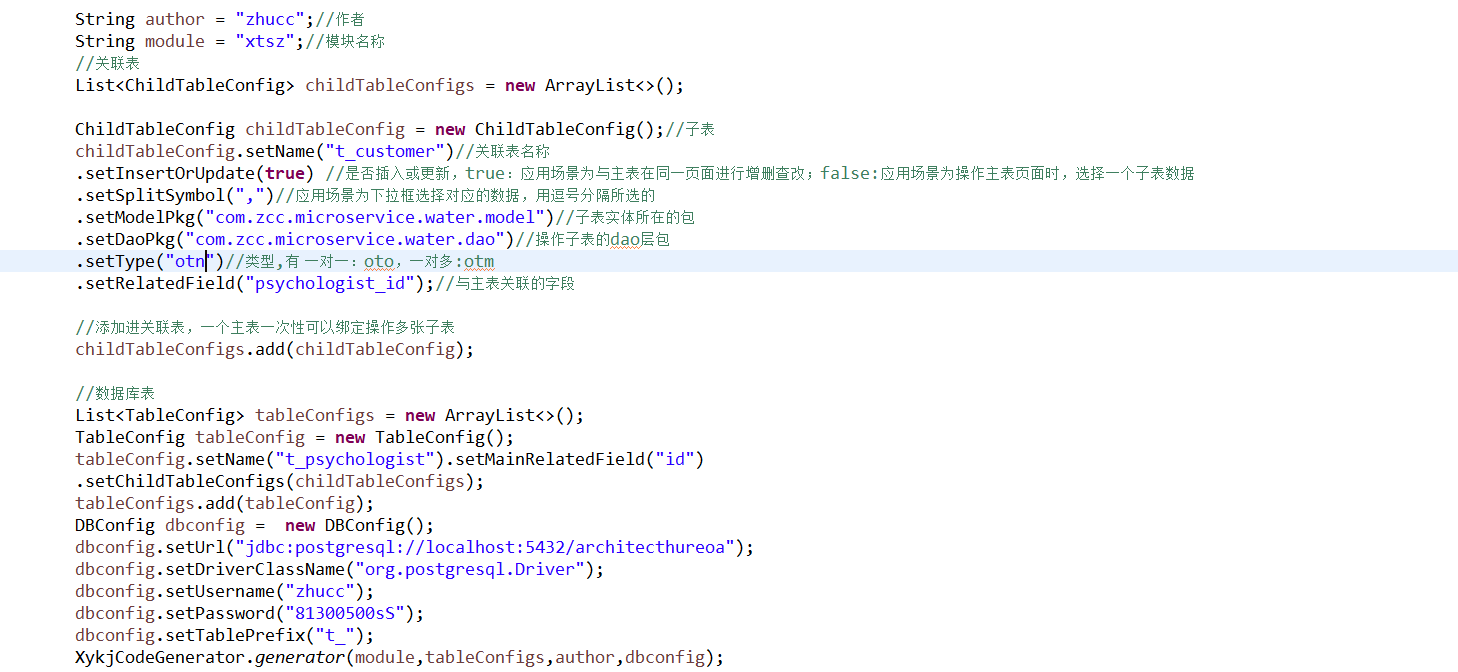 String author = "zhucc";//作者
String module = "xtsz";//模块名称
//关联表
List<ChildTableConfig> childTableConfigs = new ArrayList<>();
ChildTableConfig childTableConfig = new ChildTableConfig();//子表
childTableConfig.setName("t_customer")//关联表名称
.setInsertOrUpdate(true) //是否插入或更新，true：应用场景为与主表在同一页面进行增删查改；false:应用场景为操作主表页面时，选择一个子表数据
.setSplitSymbol(",")//应用场景为下拉框选择对应的数据，用逗号分隔所选的
.setModelPkg("com.zcc.microservice.water.model")//子表实体所在的包
.setDaoPkg("com.zcc.microservice.water.dao")//操作子表的dao层包
.setType("otn")//类型,有 一对一：oto，一对多:otm
.setRelatedField("psychologist_id");//与主表关联的字段
//添加进关联表，一个主表一次性可以绑定操作多张子表
childTableConfigs.add(childTableConfig);
//数据库表
List<TableConfig> tableConfigs = new ArrayList<>();
TableConfig tableConfig = new TableConfig();
tableConfig.setName("t_psychologist").setMainRelatedField("id")
.setChildTableConfigs(childTableConfigs);
tableConfigs.add(tableConfig);
DBConfig dbconfig =  new DBConfig();
dbconfig.setUrl("jdbc:postgresql://localhost:5432/architecthureoa");
dbconfig.setDriverClassName("org.postgresql.Driver");
dbconfig.setUsername("zhucc");
dbconfig.setPassword("81300500sS");
dbconfig.setTablePrefix("t_");
XykjCodeGenerator.generator(module,tableConfigs,author,dbconfig);